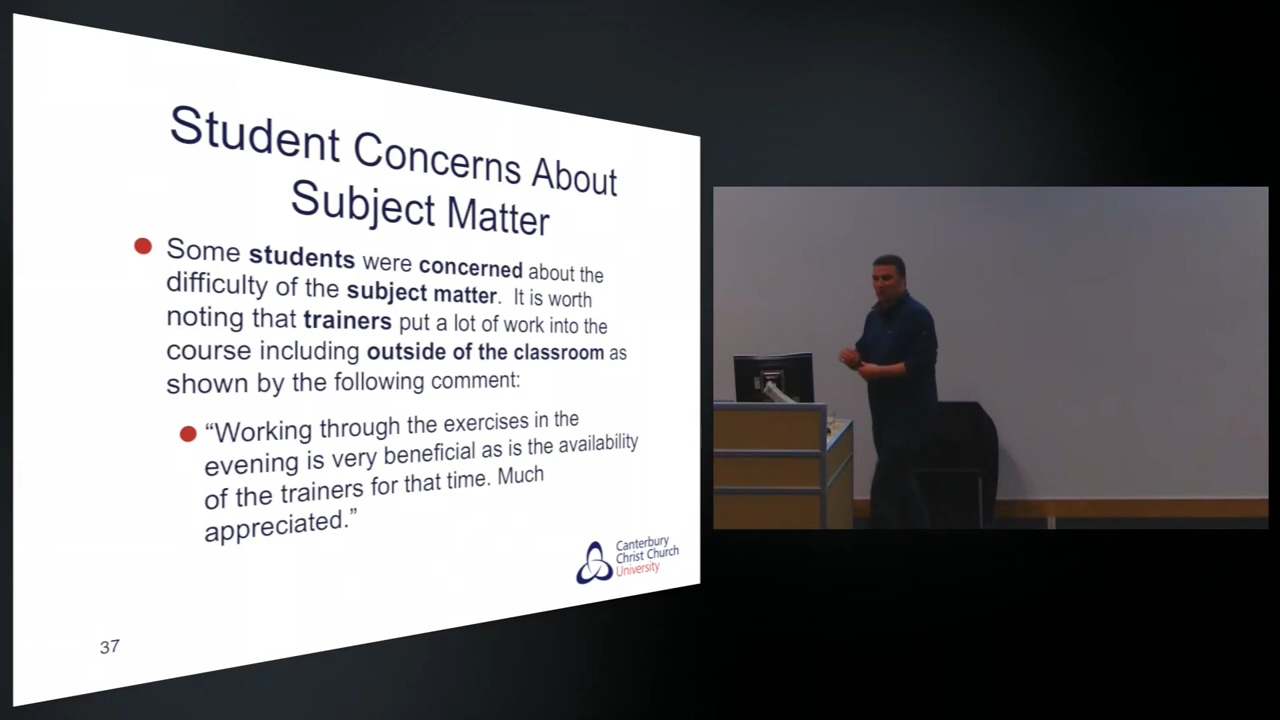 Student Concerns About
Subject Matter
Some students were concerned about the
difficulty of the subject matter. It is worth
noting that trainers put a lot of work into the
course including outside of the classroom as
shown by the following comment:
“Working through the exercises in the
evening is very beneficial as is the availability
of the trainers for that time. Much
appreciated.”
Canterbury
Christ Church
University
37